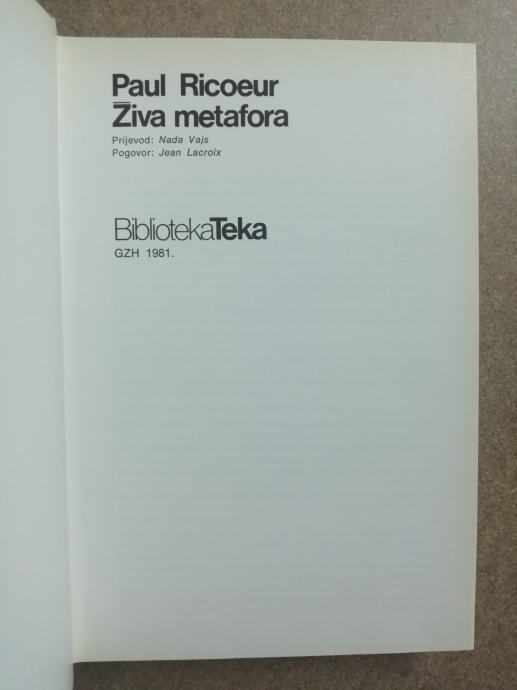 Paul Ricoeur
Živa metafora
Prijevod: Nada Vajs
Pogovor: Jean Lacroix
BibliotekaTeka
GZH 1981.